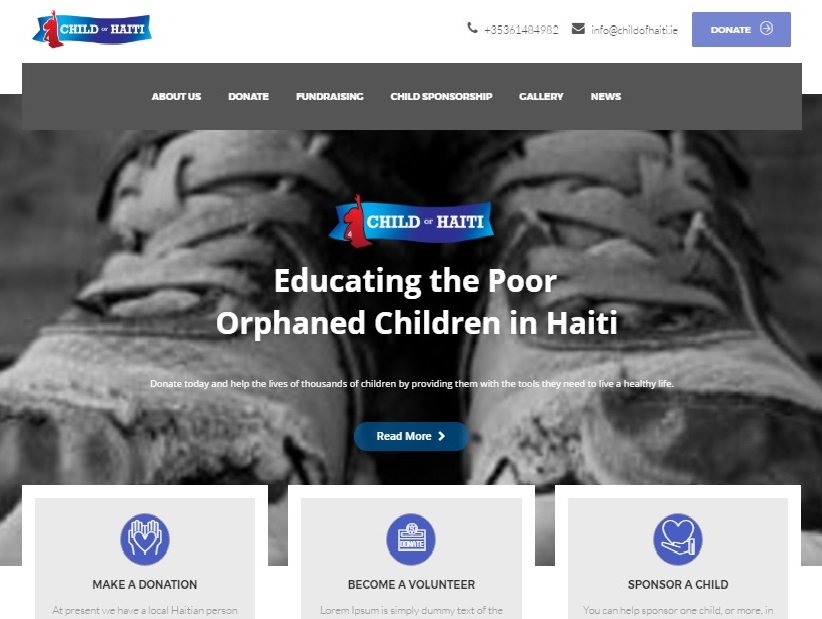 CHILD OF HAITI
+35361484982
info@childofhaiti.ie
DONATE
ABOUT US
DONATE
FUNDRAISING
CHILD SPONSORSHIP
GALLERY
NEWS
CHILD OF HAITI
Educating the Poor
Orphaned Children in Haiti
Donate today and help the lives of thousands of children by providing them with the tools they need to live a healthy life.
Read More
MAKE A DONATION
At present we have a local Haitian person
DONATE
BECOME A VOLUNTEER
Lorem Ipsum is simply dummy text of the
SPONSOR A CHILD
You can help sponsor one child, or more, in